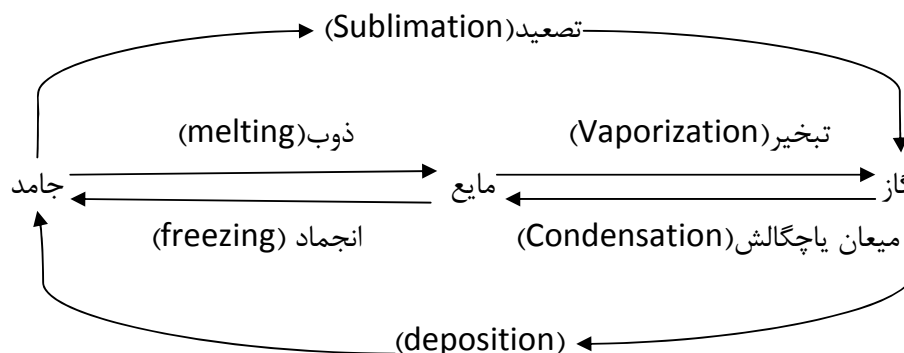 تصعید(Sublimation)
ذوب(melting)
تبخیر(Vaporization)
جامد
مایع
گاز
انجماد (freezing)
میعان یاچگالش(Condensation)
(deposition)